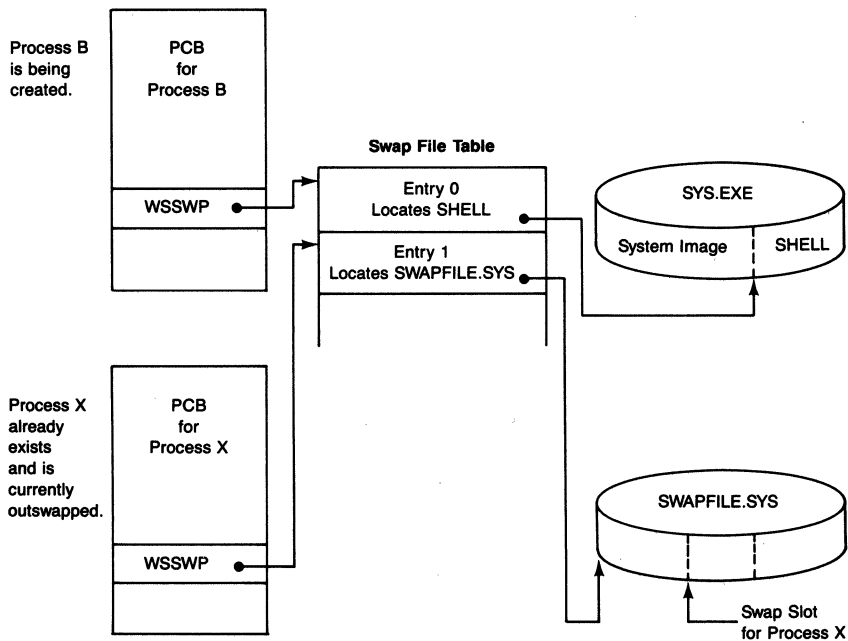 Process B
is being
created.
PCB
for
Process B
WSSWP
Swap File Table
Entry 0
Locates SHELL
Entry 1
Locates SWAPFILE.SYS
SYS.EXE
System Image
SHELL
Process X
already
exists
and is
currently
outswapped.
PCB
for
Process X
WSSWP
SWAPFILE.SYS
Swap Slot
for Process X